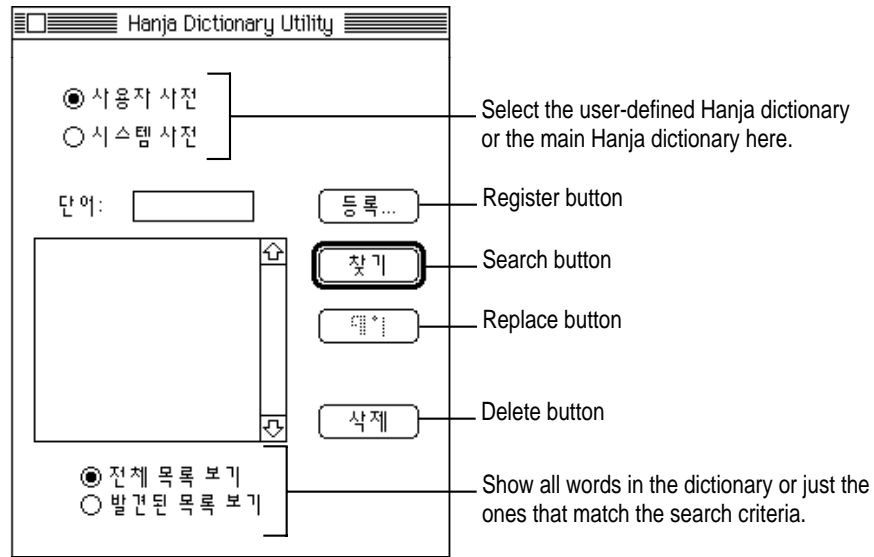 Hanja Dictionary Utility
사용자 사전
시스템 사전
Select the user-defined Hanja dictionary
or the main Hanja dictionary here.
단어:
등록...
Register button
찾기
Search button
Replace button
삭제
Delete button
전체 목록 보기
발견된 목록 보기
Show all words in the dictionary or just the
ones that match the search criteria.